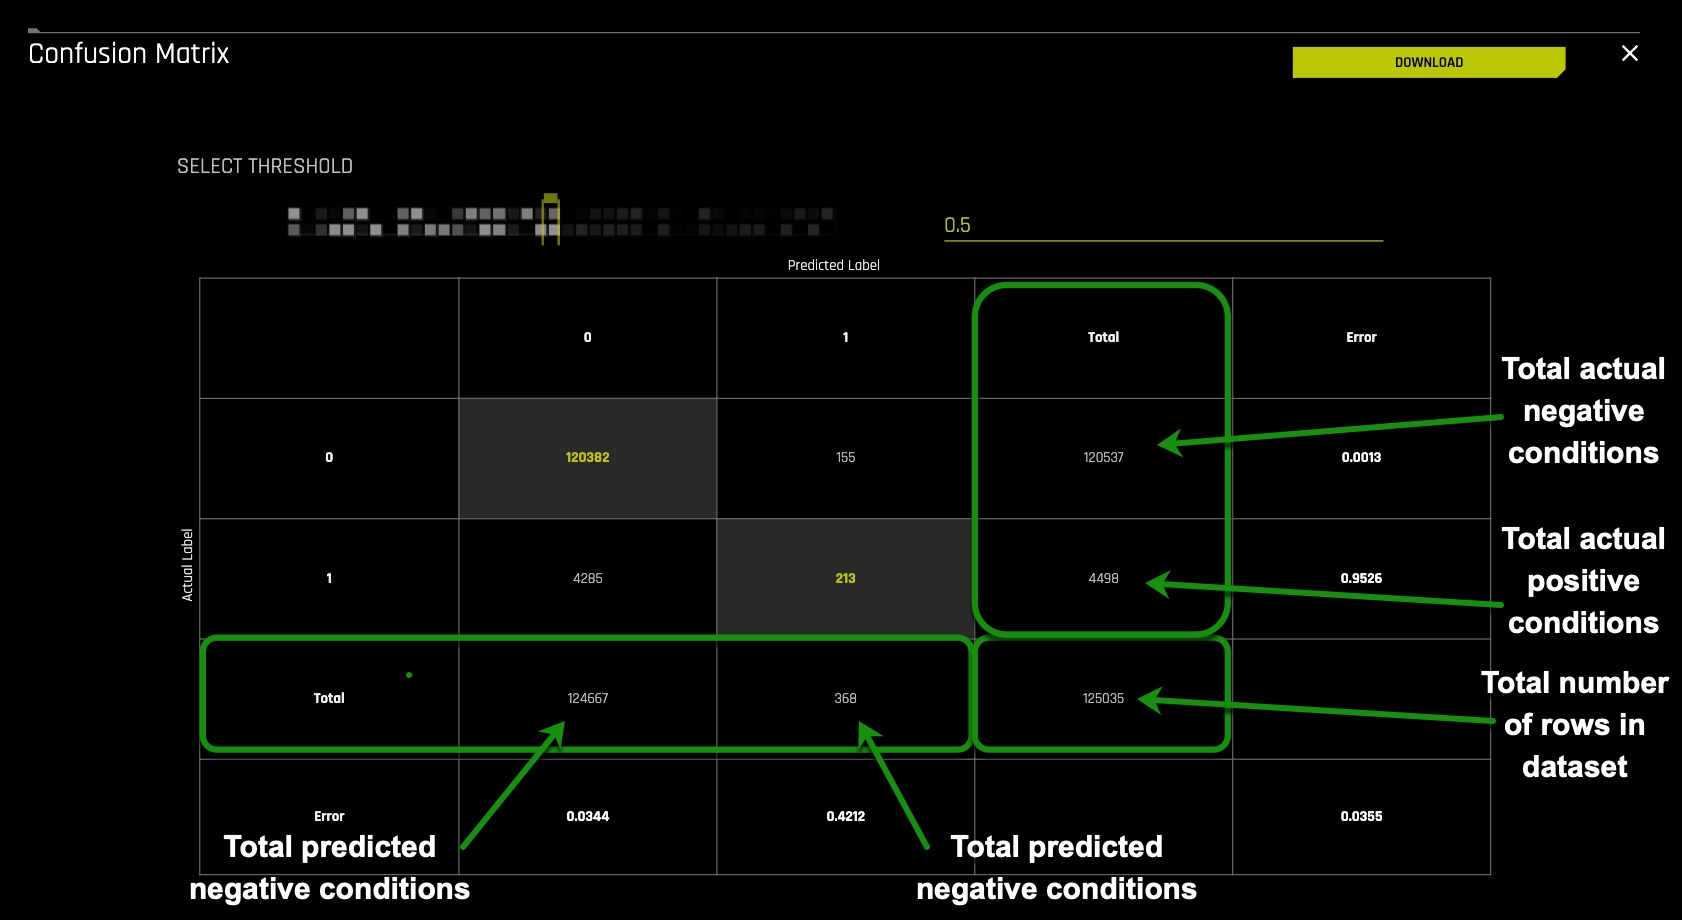 Confusion Matrix
DOWNLOAD
SELECT THRESHOLD
0.5
Predicted Label
0 1 Total Error
Total actual
negative
conditions
0 120382 155 120537 0.0013
Actual Label
Total actual
positive
conditions
1 4285 213 4498 0.9526
Total number
of rows in
dataset
Total 124667 368 125035
Error 0.0344 0.4212 0.0355
Total predicted
negative conditions
Total predicted
negative conditions